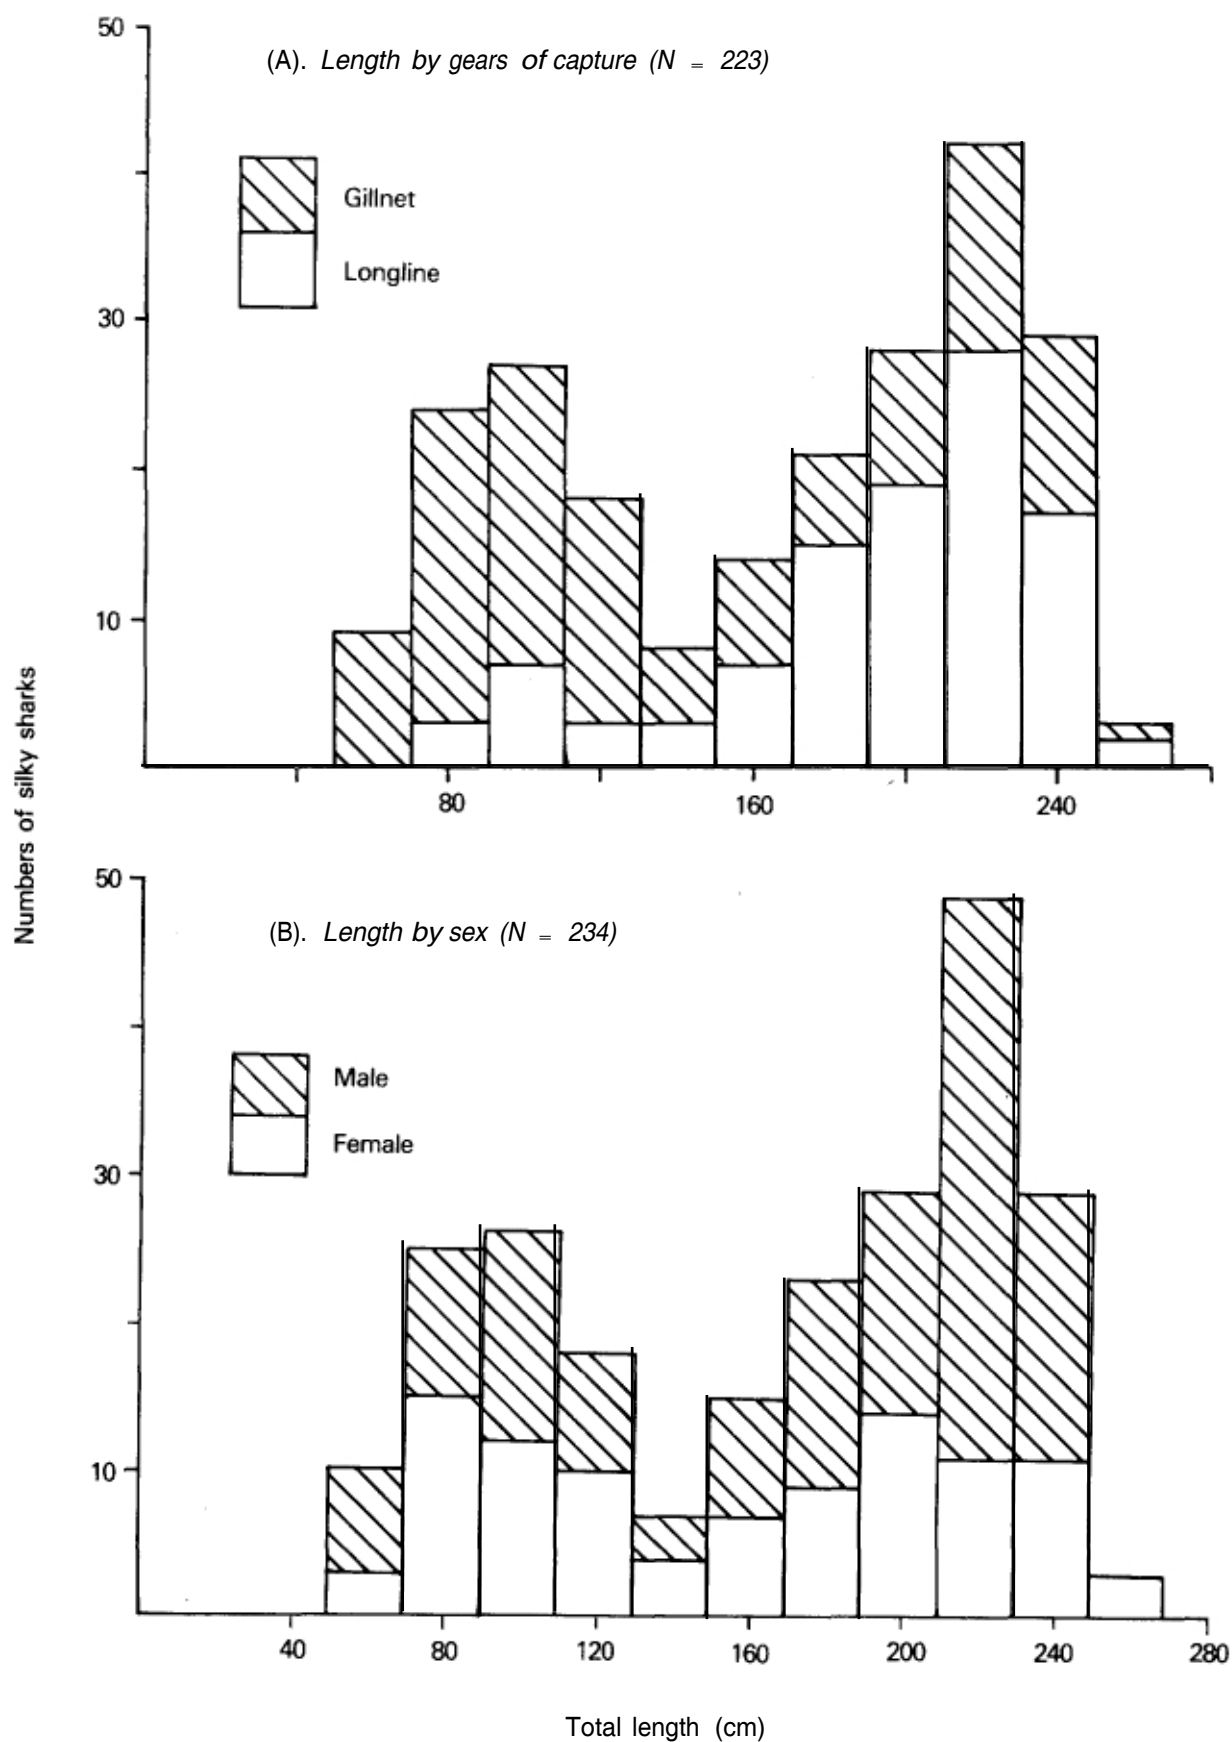 50
(A). Length by gears of capture (N = 223)
Gillnet
Longline
30
10
80 160 240
Numbers of silky sharks
50
(B). Length by sex (N = 234)
Male
Female
30
10
40 80 120 160 200 240 280
Total length (cm)